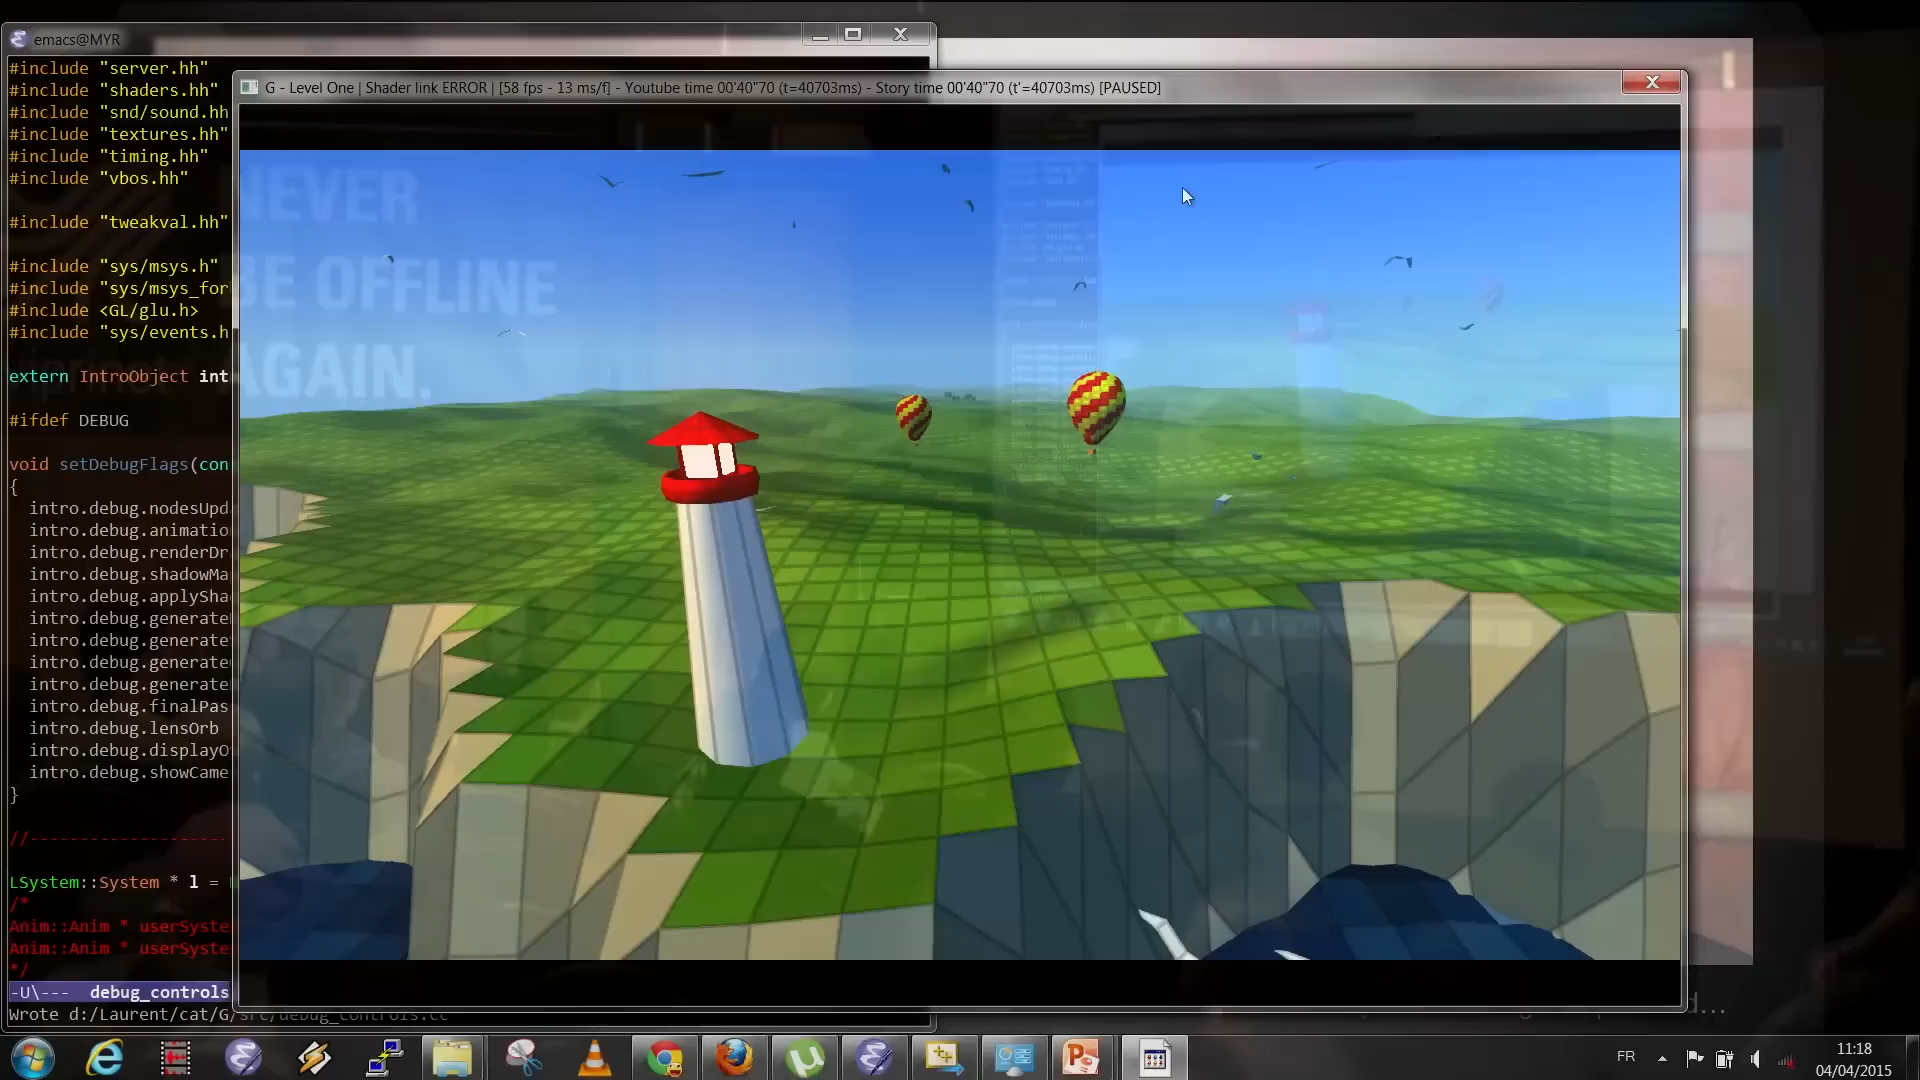 emacs@MYR
#include "server.hh"
#include "shaders.hh"
#include "snd/sound.hh
#include "textures.hh"
#include "timing.hh"
#include "vbos.hh"
#include "tweakval.hh"
#include "sys/msys.h"
#include "sys/msys_for
#include <GL/glu.h>
#include "sys/events.h
extern IntroObject int
#ifdef DEBUG
void setDebugFlags(con
{
intro.debug.nodesUpd
intro.debug.animatio
intro.debug.renderDr
intro.debug.shadowMa
intro.debug.applySha
intro.debug.generate
intro.debug.generate
intro.debug.generate
intro.debug.generate
intro.debug.finalPas
intro.debug.lensOrb
intro.debug.displayO
intro.debug.showCame
}
//--------------------
LSystem::System * l =
/*
Anim::Anim * userSyste
Anim::Anim * userSyste
*/
-U\--- debug_controls
Wrote d:/Laurent/cat/G/src/debug_controls.cc
G - Level One | Shader link ERROR | [58 fps - 13 ms/f] - Youtube time 00'40"70 (t=40703ms) - Story time 00'40"70 (t'=40703ms) [PAUSED]
NEVER
BE OFFLINE
AGAIN.
FR
11:18
04/04/2015